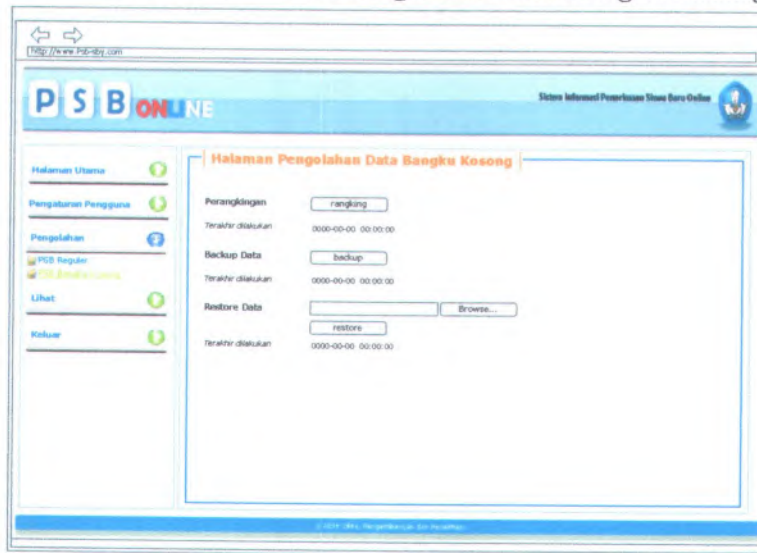 http://www.Psb-sby.com
PSB ONLINE
Sistem Informasi Penerimaan Siswa Baru Online
Halaman Utama
Pengaturan Pengguna
Pengolahan
PSB Reguler
Lihat
Keluar
Halaman Pengolahan Data Bangku Kosong
Perangkingan
rangking
Terakhir dilakukan
0000-00-00 00:00:00
Backup Data
backup
Terakhir dilakukan
0000-00-00 00:00:00
Restore Data
Browse...
restore
Terakhir dilakukan
0000-00-00 00:00:00